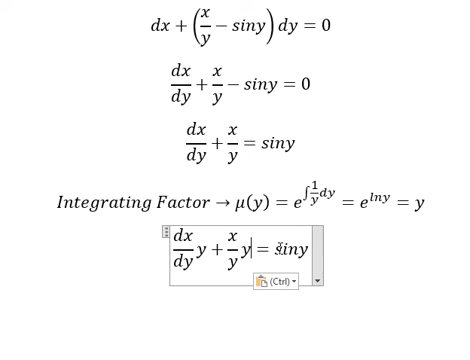 dx + (x/y − siny) dy = 0
dx/dy + x/y − siny = 0
dx/dy + x/y = siny
Integrating Factor → μ(y) = e^{∫ 1/y dy} = e^{lny} = y
dx/dy y + x/y y = siny
(Ctrl)